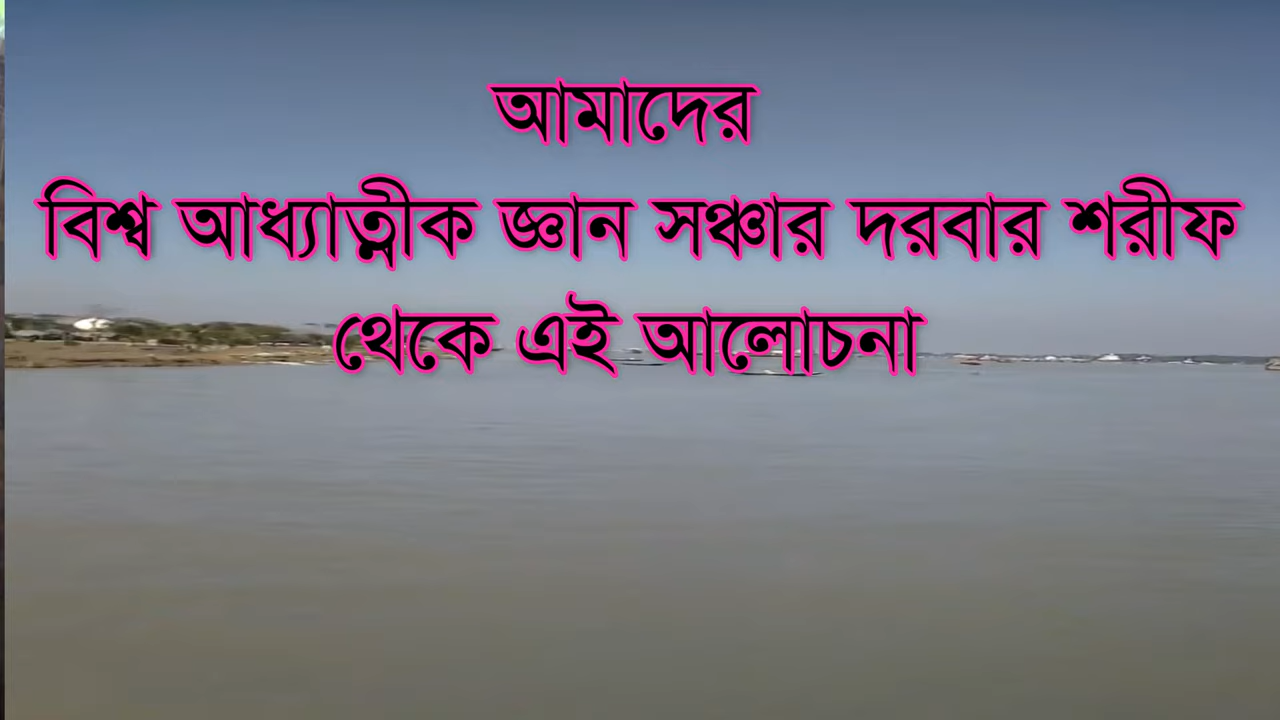 আমাদের
বিশ্ব আধ্যাত্নীক জ্ঞান সঞ্চার দরবার শরীফ
থেকে এই আলোচনা